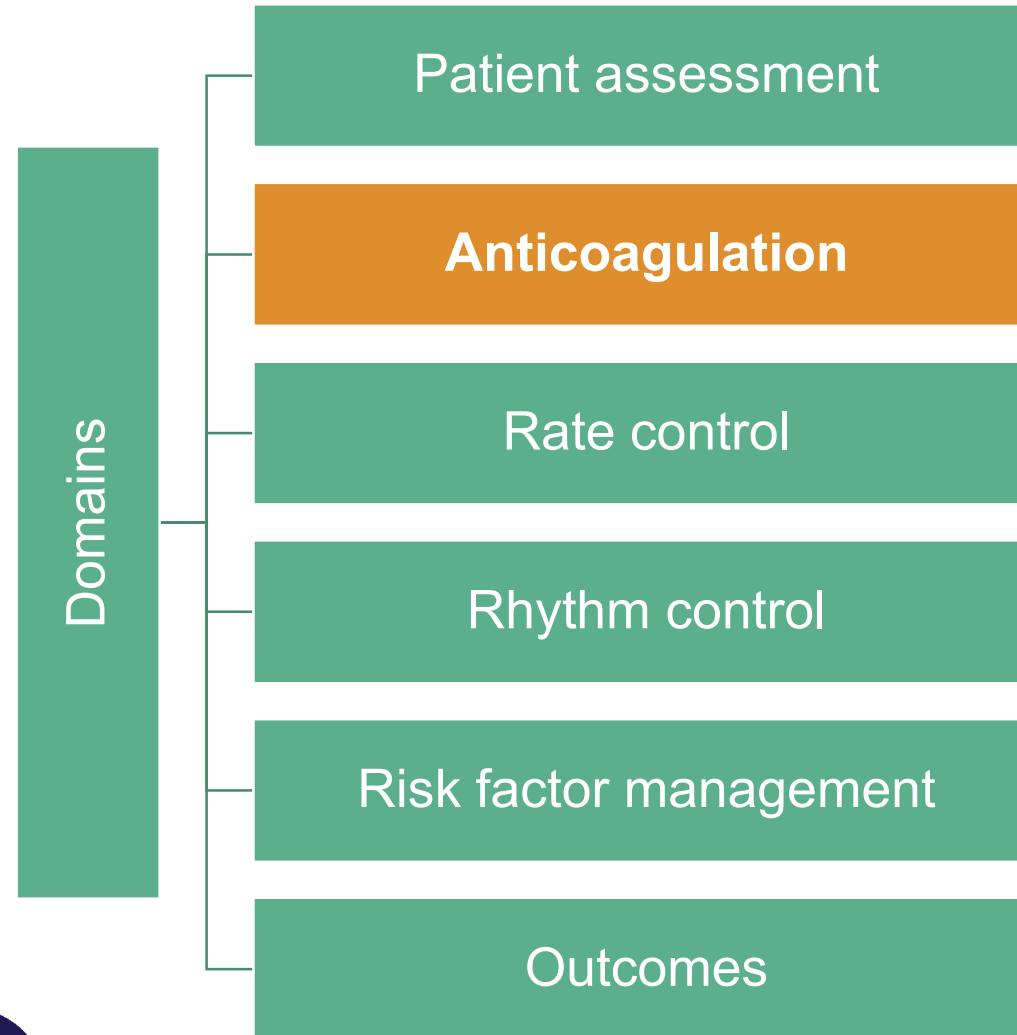 Domains
Patient assessment
Anticoagulation
Rate control
Rhythm control
Risk factor management
Outcomes